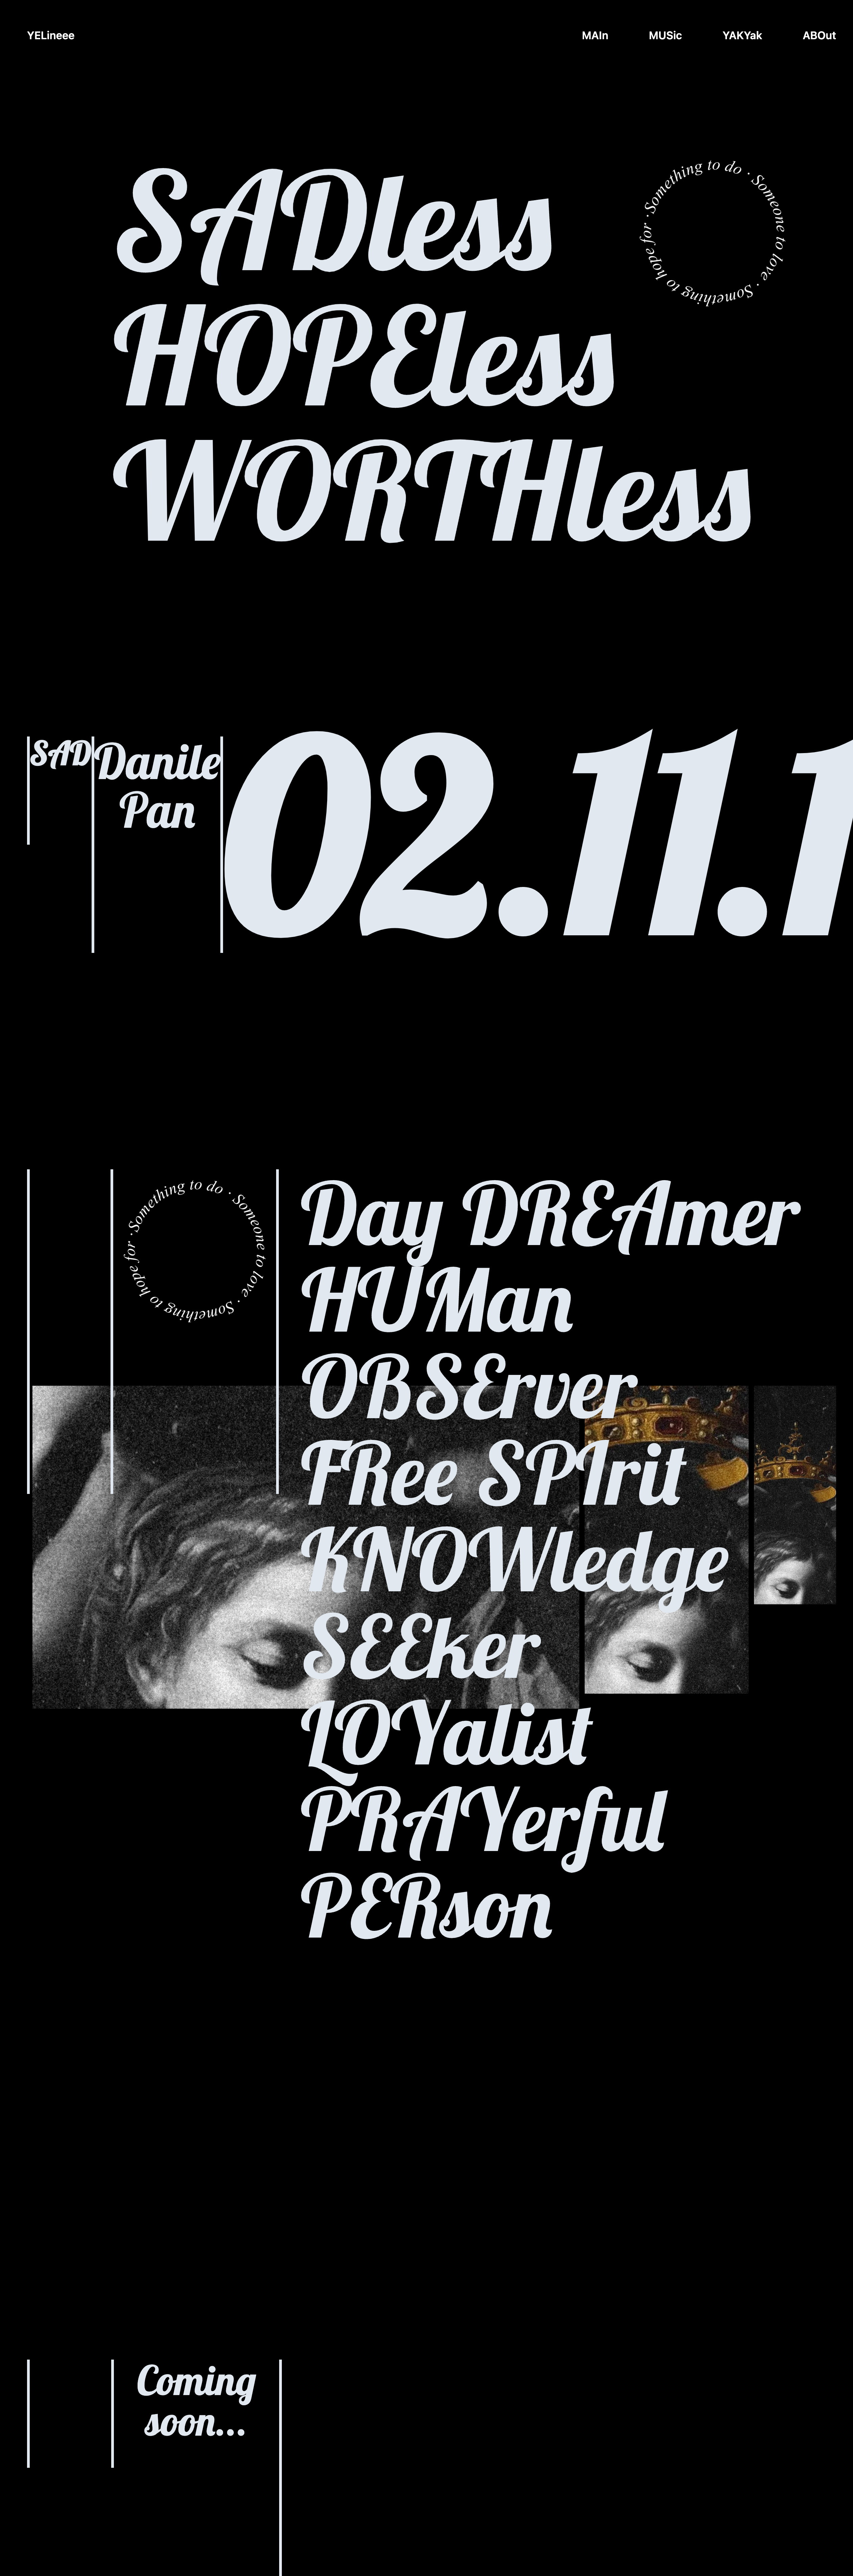 YELineee
MAIn
MUSic
YAKYak
ABOut
SADless
HOPEless
WORTHless
Something to do · Someone to love · Something to hope for ·
SAD
Danile
Pan
02.11.1
Something to do · Someone to love · Something to hope for ·
Day DREAmer
HUMan
OBSErver
FRee SPIrit
KNOWledge
SEEker
LOYalist
PRAYerful
PERson
Coming
soon...